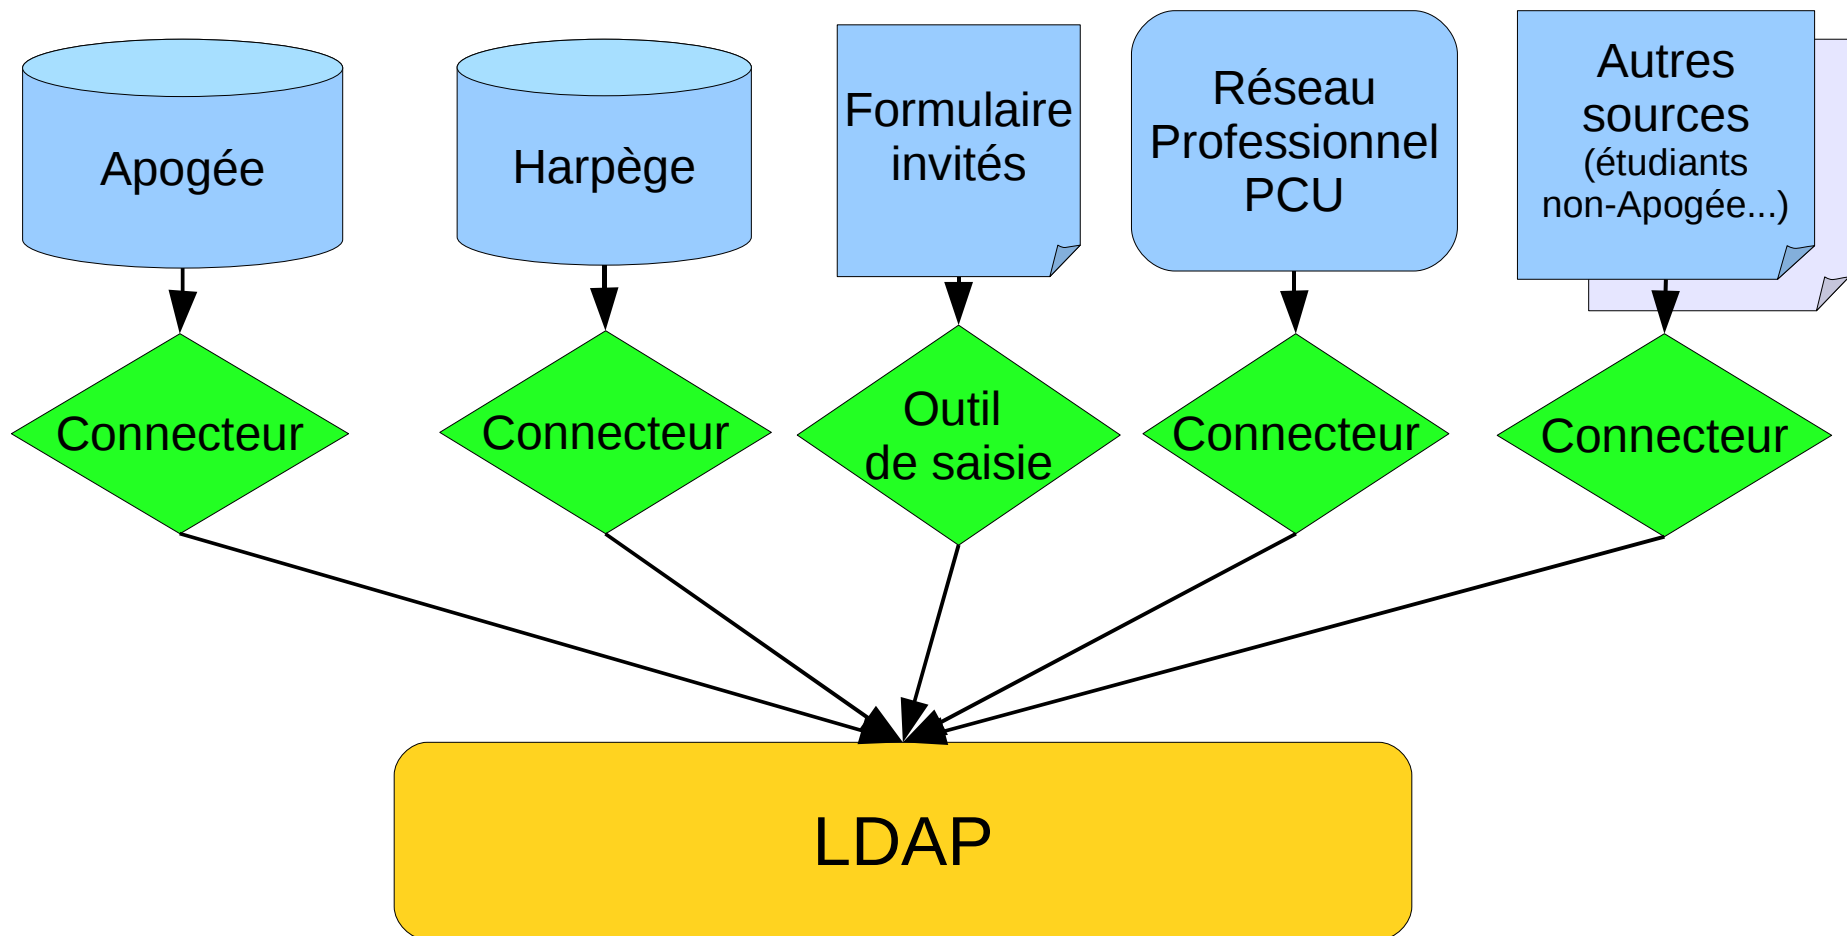 Apogée
Harpège
Formulaire
invités
Réseau
Professionnel
PCU
Autres
sources
(étudiants
non-Apogée...)
Connecteur
Connecteur
Outil
de saisie
Connecteur
Connecteur
LDAP